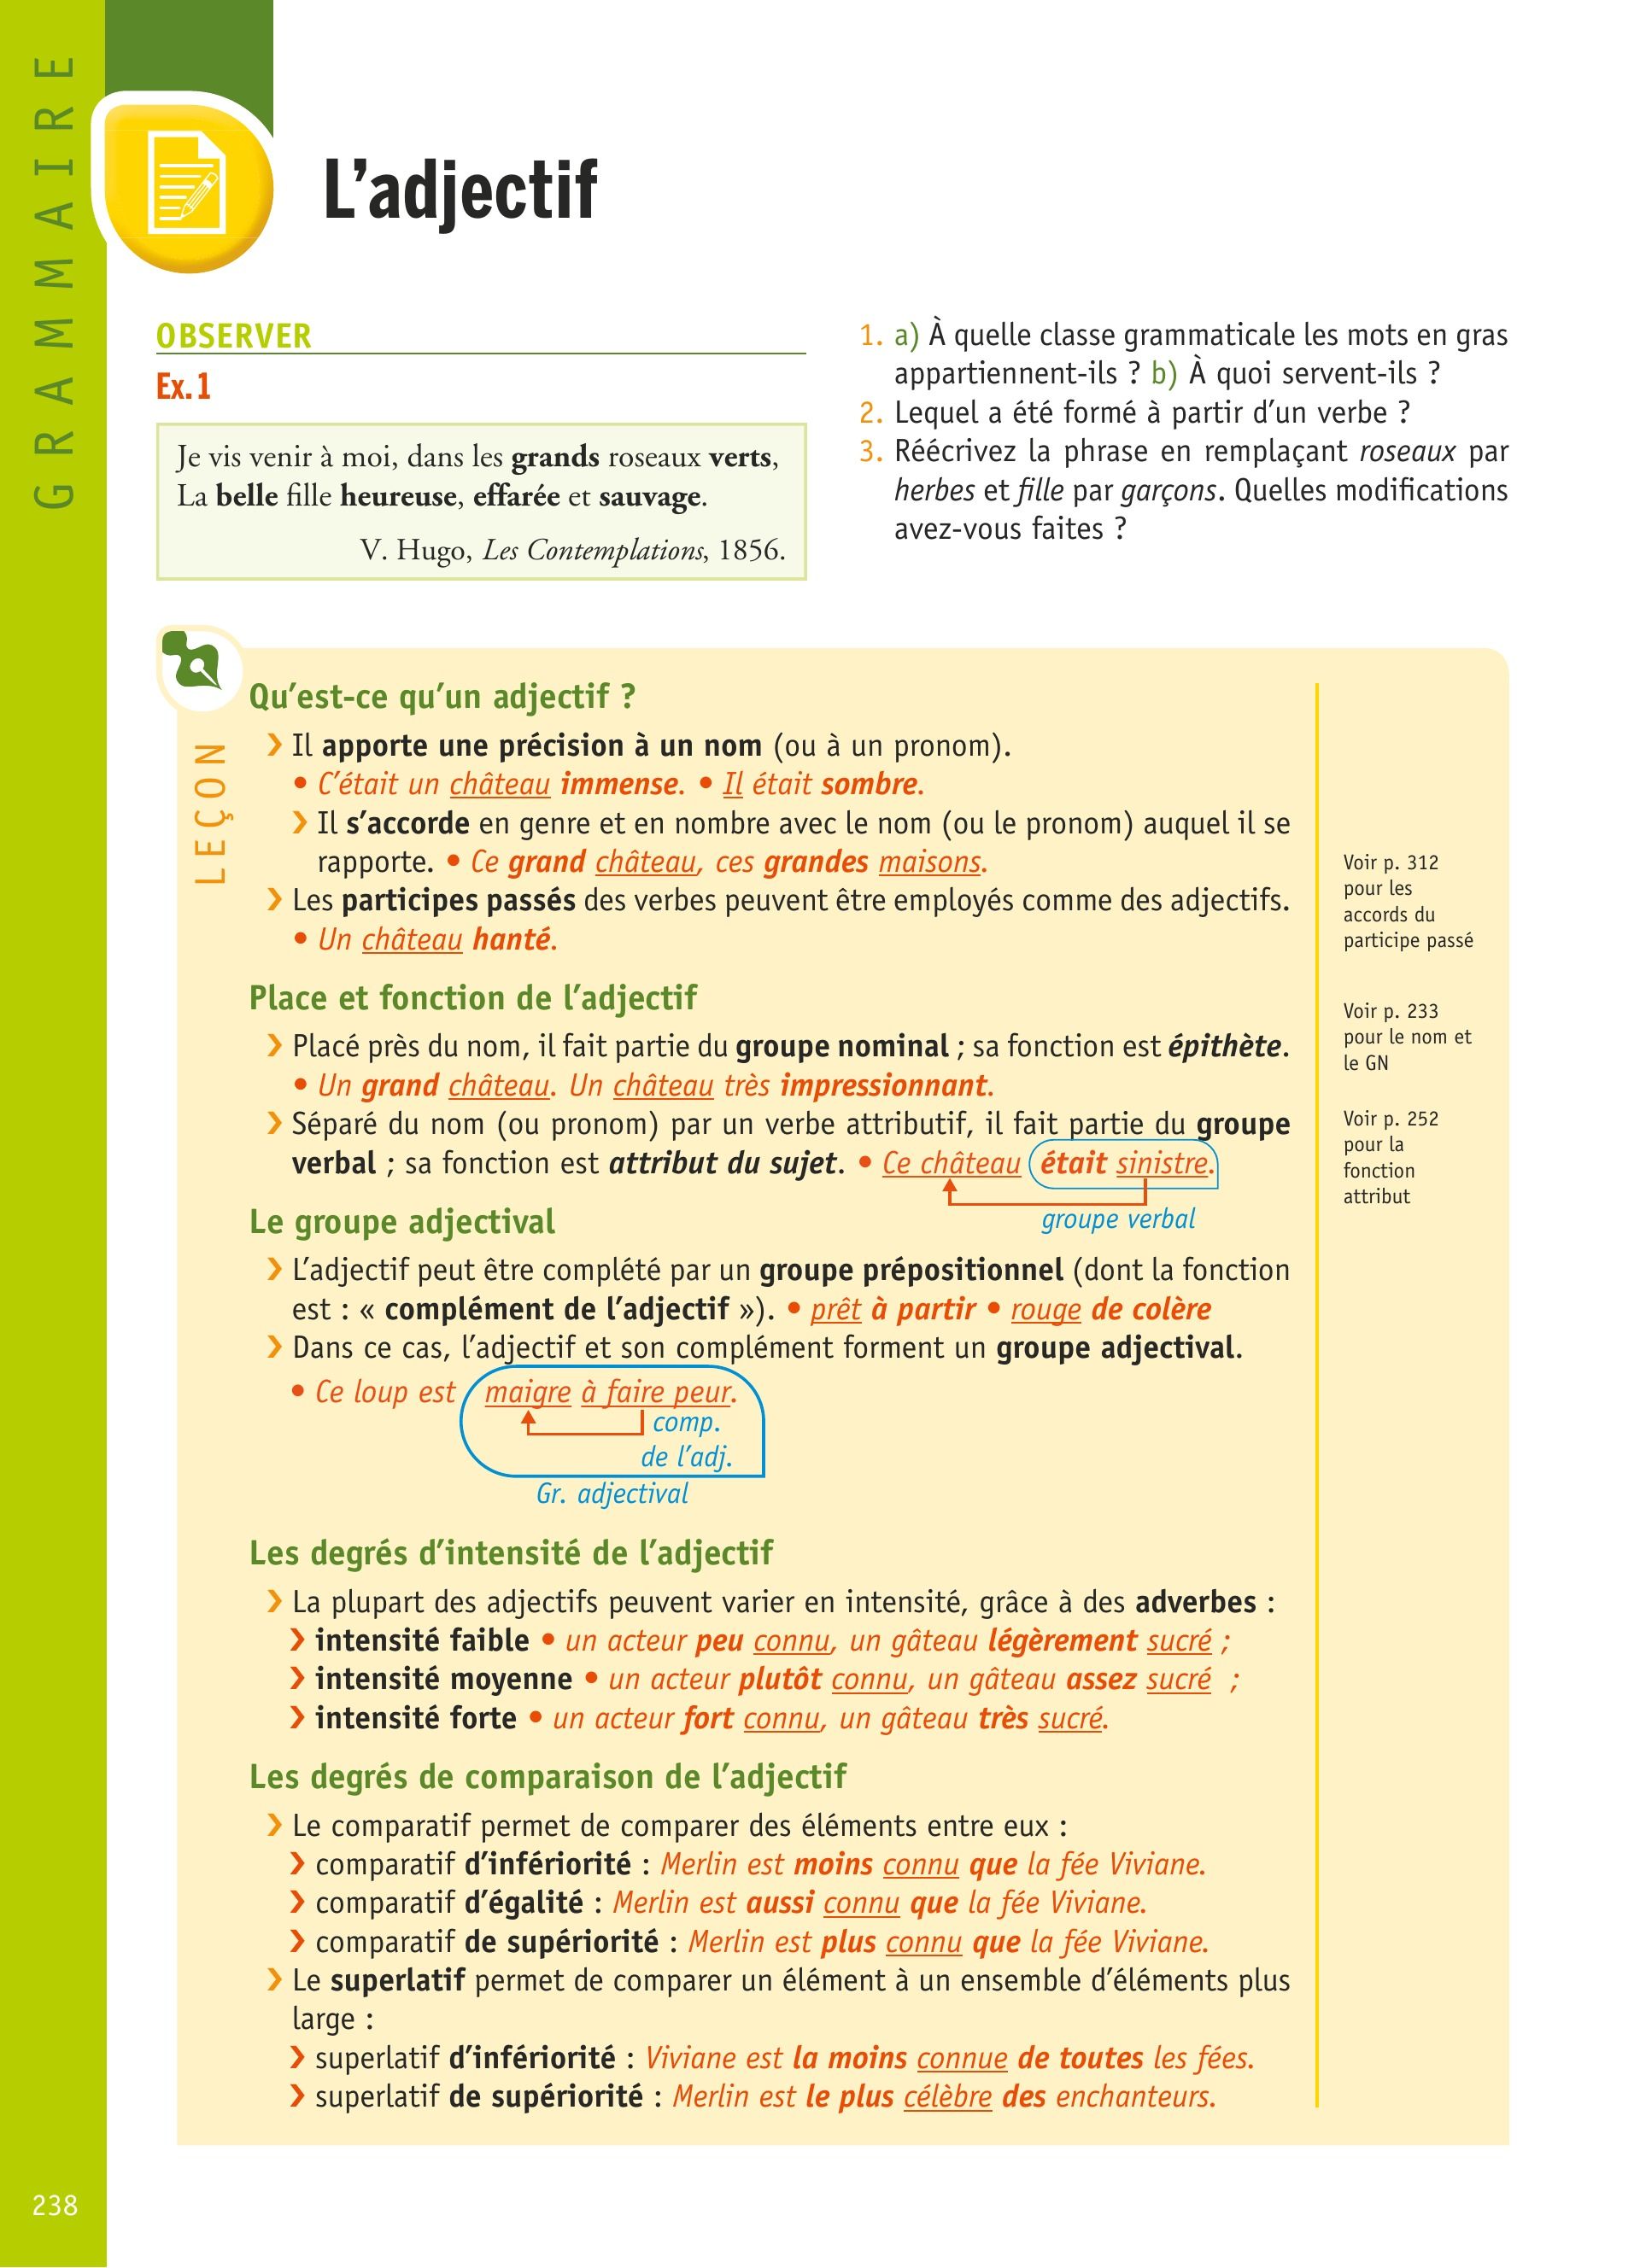 GRAMMAIRE
L'adjectif
OBSERVER
Ex. 1
Je vis venir à moi, dans les grands roseaux verts,
La belle fille heureuse, effarée et sauvage.
V. Hugo, Les Contemplations, 1856.
1. a) À quelle classe grammaticale les mots en gras
appartiennent-ils ? b) À quoi servent-ils ?
2. Lequel a été formé à partir d'un verbe ?
3. Réécrivez la phrase en remplaçant roseaux par
herbes et fille par garçons. Quelles modifications
avez-vous faites ?
LEÇON
Qu'est-ce qu'un adjectif ?
❯ Il apporte une précision à un nom (ou à un pronom).
• C'était un château immense. • Il était sombre.
❯ Il s'accorde en genre et en nombre avec le nom (ou le pronom) auquel il se
rapporte. • Ce grand château, ces grandes maisons.
❯ Les participes passés des verbes peuvent être employés comme des adjectifs.
• Un château hanté.
Voir p. 312
pour les
accords du
participe passé
Place et fonction de l'adjectif
❯ Placé près du nom, il fait partie du groupe nominal ; sa fonction est épithète.
• Un grand château. Un château très impressionnant.
❯ Séparé du nom (ou pronom) par un verbe attributif, il fait partie du groupe
verbal ; sa fonction est attribut du sujet. • Ce château était sinistre.
groupe verbal
Voir p. 233
pour le nom et
le GN
Voir p. 252
pour la
fonction
attribut
Le groupe adjectival
❯ L'adjectif peut être complété par un groupe prépositionnel (dont la fonction
est : « complément de l'adjectif »). • prêt à partir • rouge de colère
❯ Dans ce cas, l'adjectif et son complément forment un groupe adjectival.
• Ce loup est maigre à faire peur.
comp.
de l'adj.
Gr. adjectival
Les degrés d'intensité de l'adjectif
❯ La plupart des adjectifs peuvent varier en intensité, grâce à des adverbes :
❯ intensité faible • un acteur peu connu, un gâteau légèrement sucré ;
❯ intensité moyenne • un acteur plutôt connu, un gâteau assez sucré ;
❯ intensité forte • un acteur fort connu, un gâteau très sucré.
Les degrés de comparaison de l'adjectif
❯ Le comparatif permet de comparer des éléments entre eux :
❯ comparatif d'infériorité : Merlin est moins connu que la fée Viviane.
❯ comparatif d'égalité : Merlin est aussi connu que la fée Viviane.
❯ comparatif de supériorité : Merlin est plus connu que la fée Viviane.
❯ Le superlatif permet de comparer un élément à un ensemble d'éléments plus
large :
❯ superlatif d'infériorité : Viviane est la moins connue de toutes les fées.
❯ superlatif de supériorité : Merlin est le plus célèbre des enchanteurs.
238